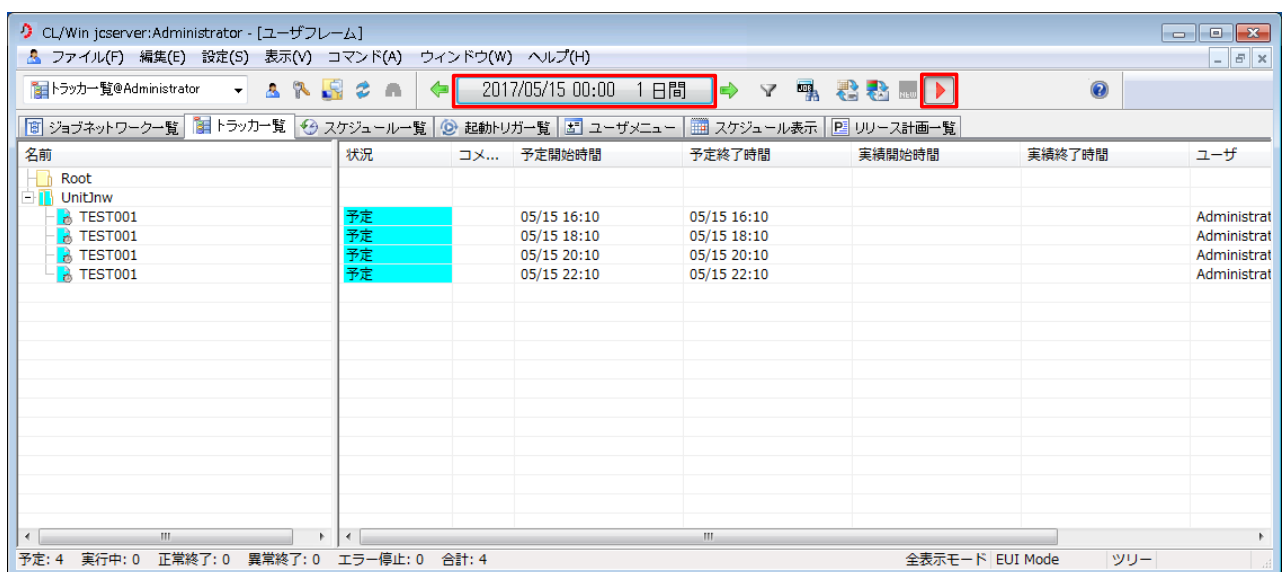 CL/Win jcserver:Administrator - [ユーザフレーム]
ファイル(F) 編集(E) 設定(S) 表示(V) コマンド(A) ウィンドウ(W) ヘルプ(H)
トラッカ一覧@Administrator 2017/05/15 00:00 1 日間
ジョブネットワーク一覧 トラッカ一覧 スケジュール一覧 起動トリガ一覧 ユーザメニュー スケジュール表示 リリース計画一覧
名前 状況 コメ... 予定開始時間 予定終了時間 実績開始時間 実績終了時間 ユーザ
Root
UnitJnw
TEST001 予定 05/15 16:10 05/15 16:10 Administrat
TEST001 予定 05/15 18:10 05/15 18:10 Administrat
TEST001 予定 05/15 20:10 05/15 20:10 Administrat
TEST001 予定 05/15 22:10 05/15 22:10 Administrat
予定: 4 実行中: 0 正常終了: 0 異常終了: 0 エラー停止: 0 合計: 4 全表示モード EUI Mode ツリー